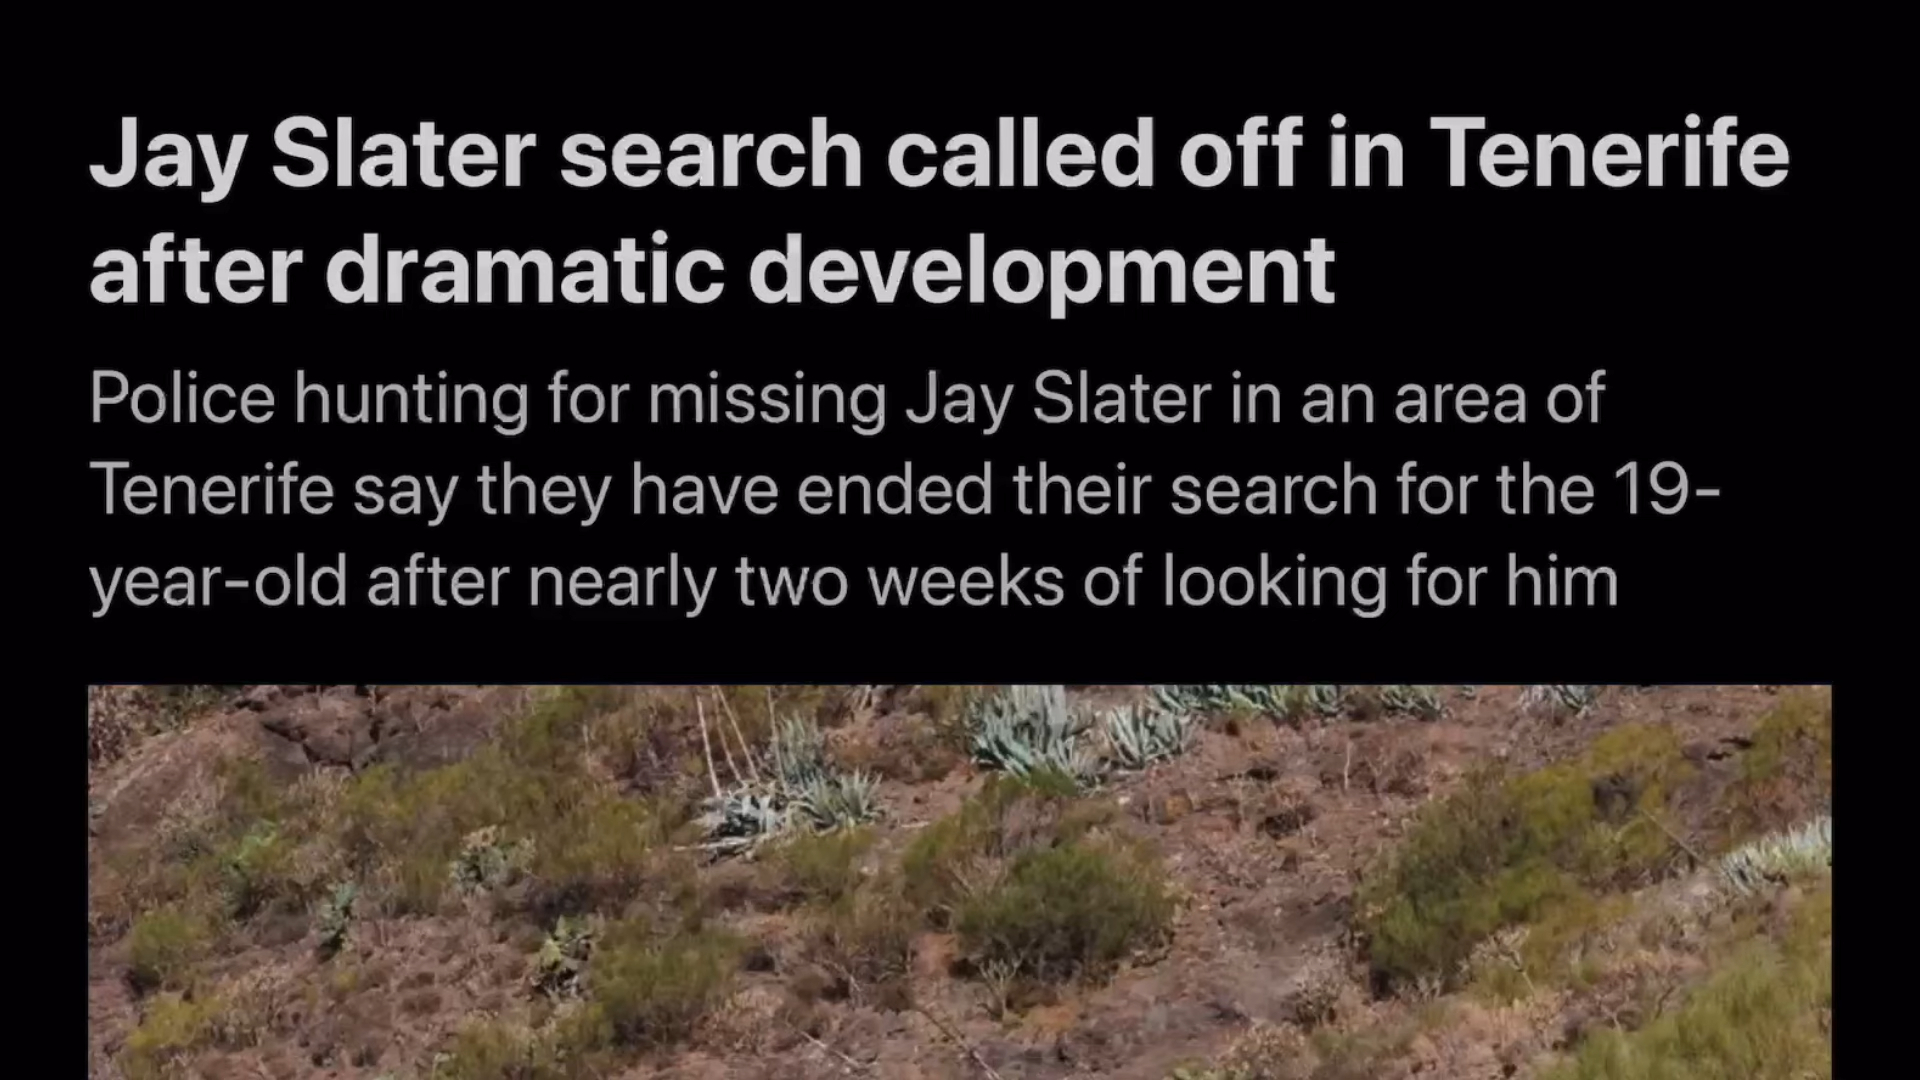 Jay Slater search called off in Tenerife
after dramatic development
Police hunting for missing Jay Slater in an area of
Tenerife say they have ended their search for the 19-
year-old after nearly two weeks of looking for him